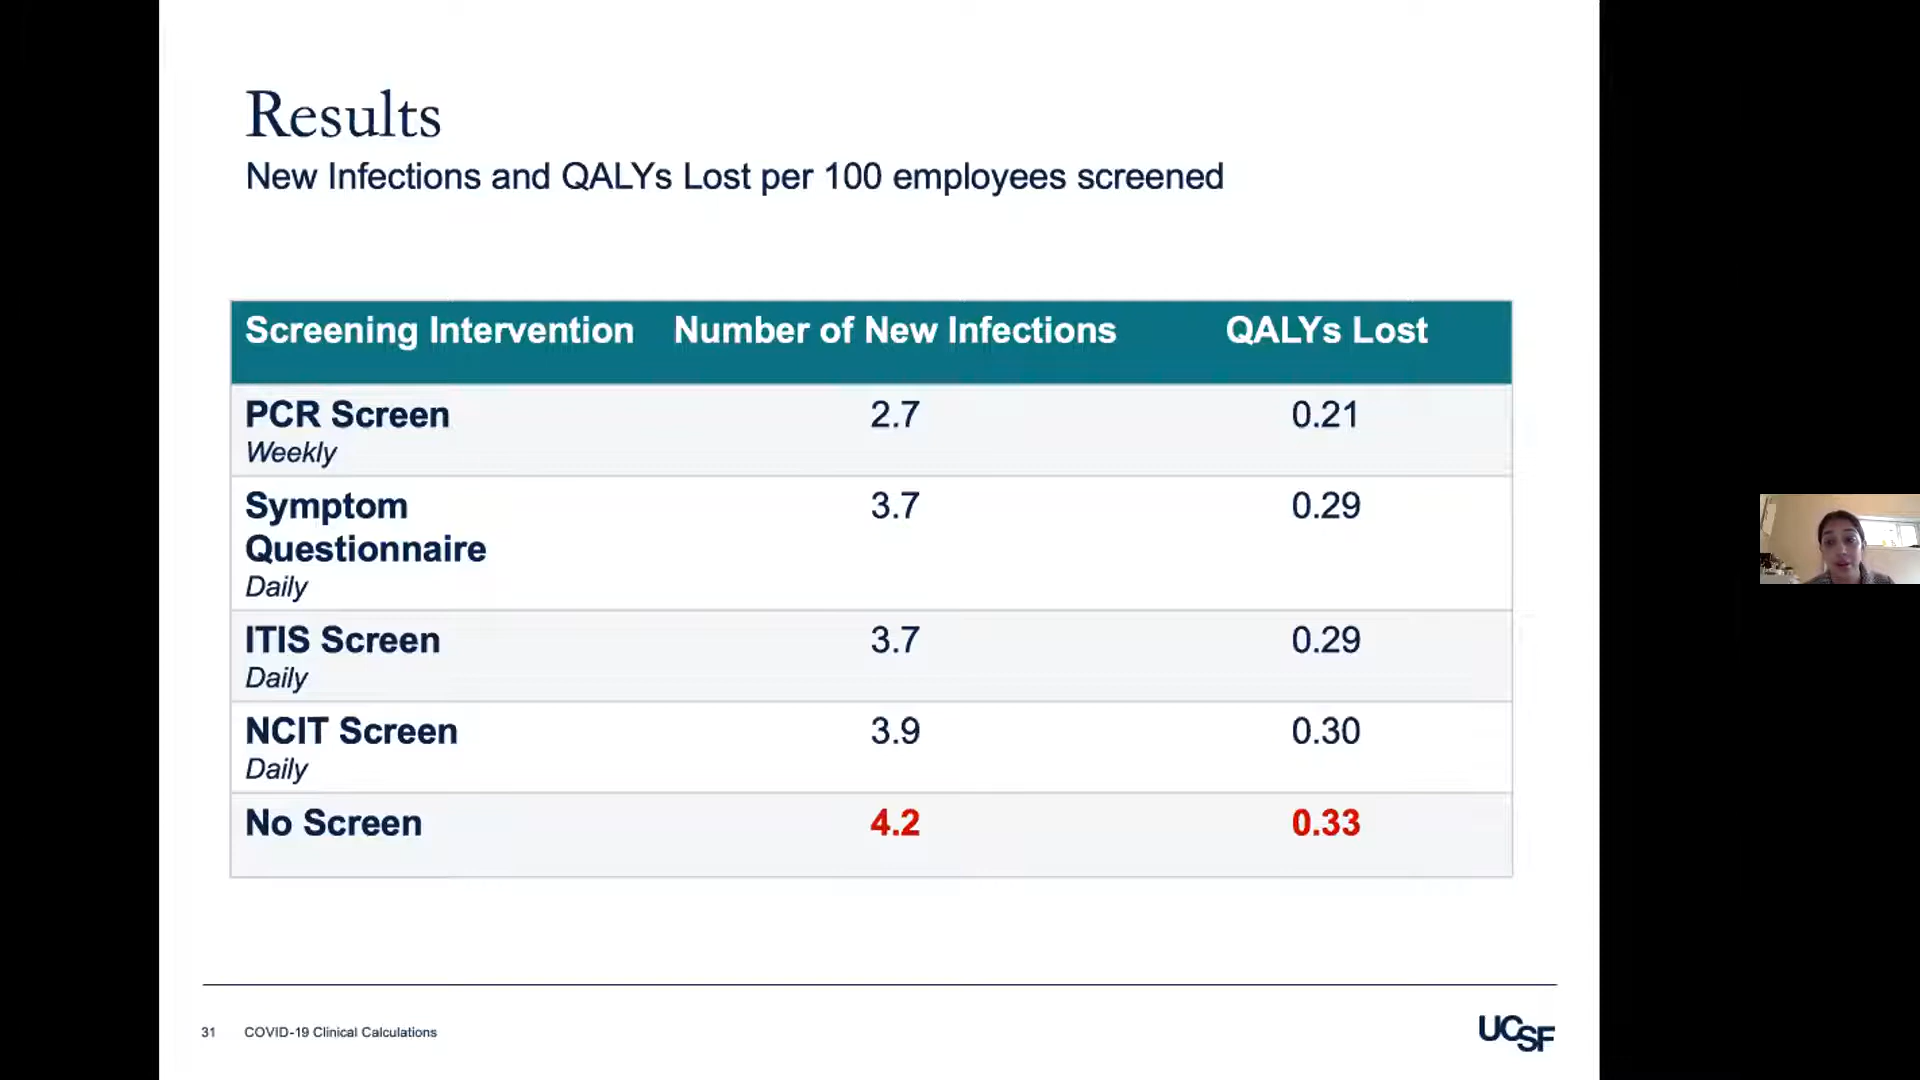 Results
New Infections and QALYs Lost per 100 employees screened
Screening Intervention Number of New Infections QALYs Lost
PCR Screen 2.7 0.21
Weekly
Symptom 3.7 0.29
Questionnaire
Daily
ITIS Screen 3.7 0.29
Daily
NCIT Screen 3.9 0.30
Daily
No Screen 4.2 0.33
31 COVID-19 Clinical Calculations
UCSF